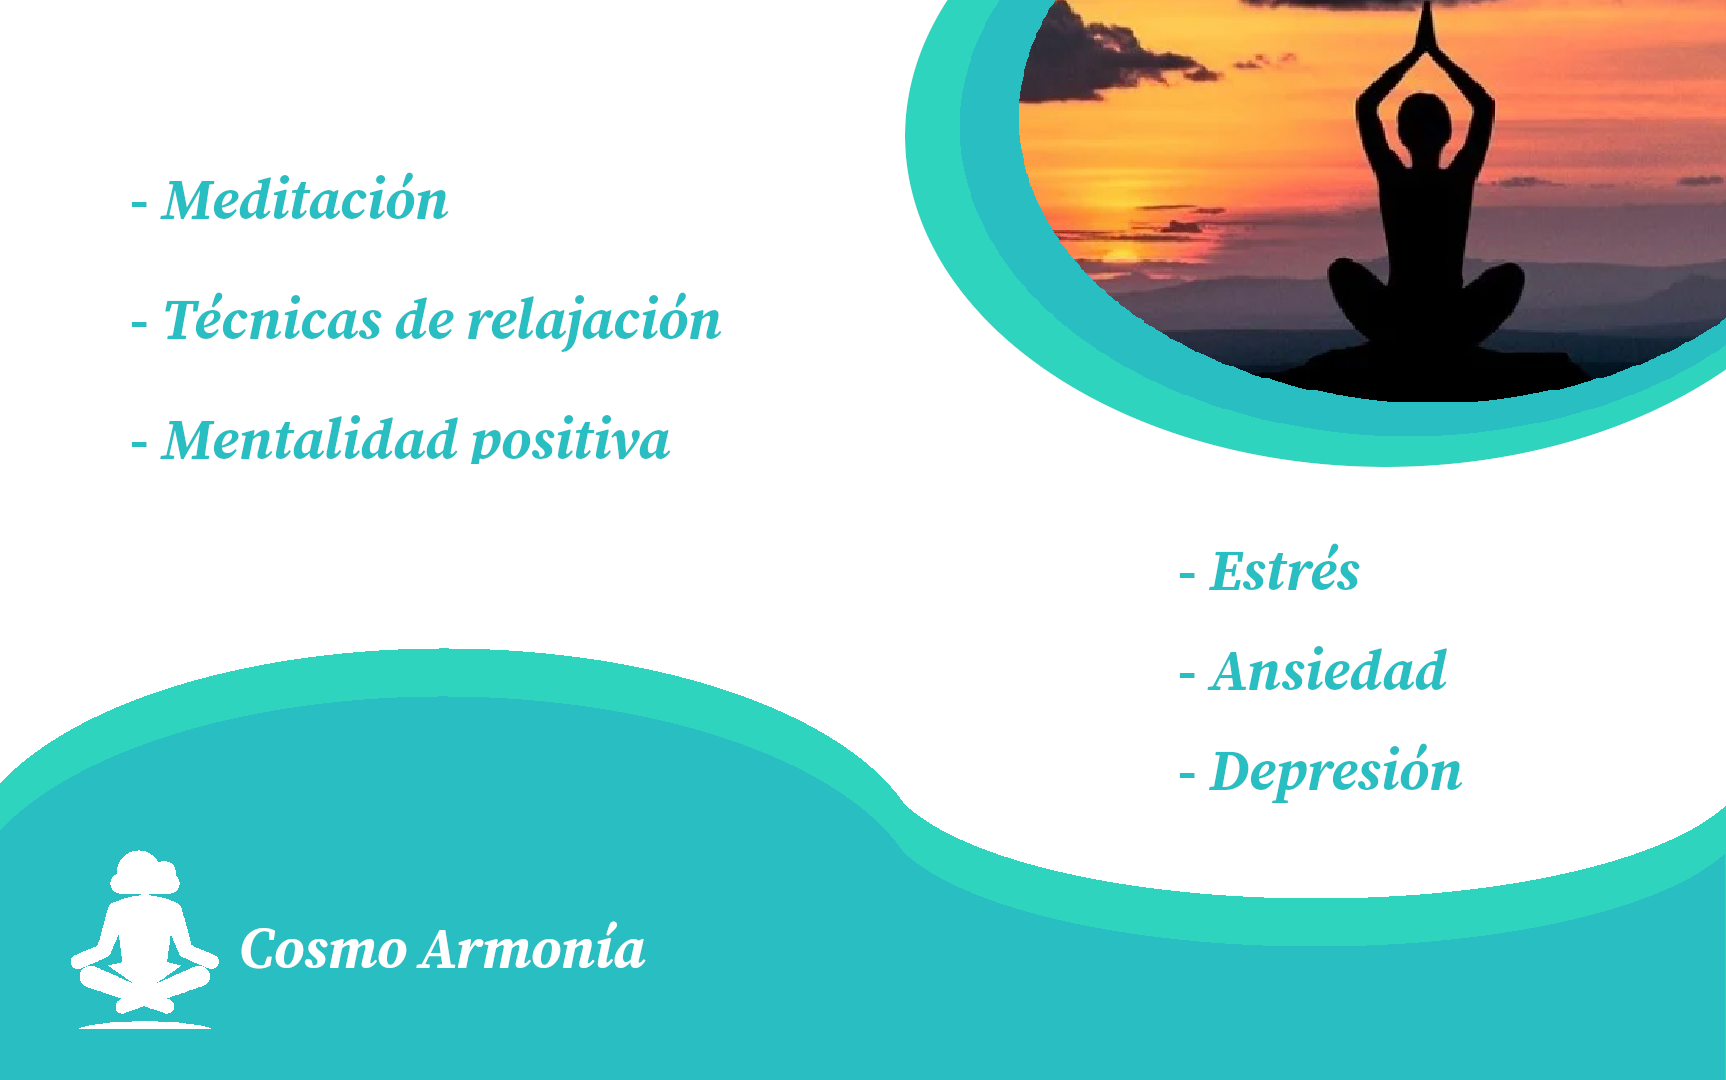 - Meditación
- Técnicas de relajación
- Mentalidad positiva
- Estrés
- Ansiedad
- Depresión
Cosmo Armonía